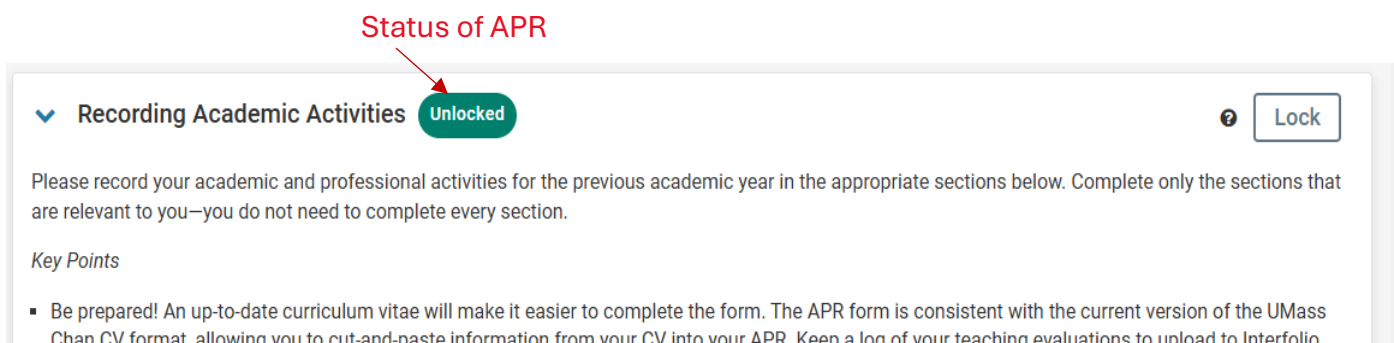 Status of APR
Recording Academic Activities Unlocked ? Lock
Please record your academic and professional activities for the previous academic year in the appropriate sections below. Complete only the sections that
are relevant to you—you do not need to complete every section.
Key Points
▪ Be prepared! An up-to-date curriculum vitae will make it easier to complete the form. The APR form is consistent with the current version of the UMass
Chan CV format, allowing you to cut-and-paste information from your CV into your APR. Keep a log of your teaching evaluations to upload to Interfolio